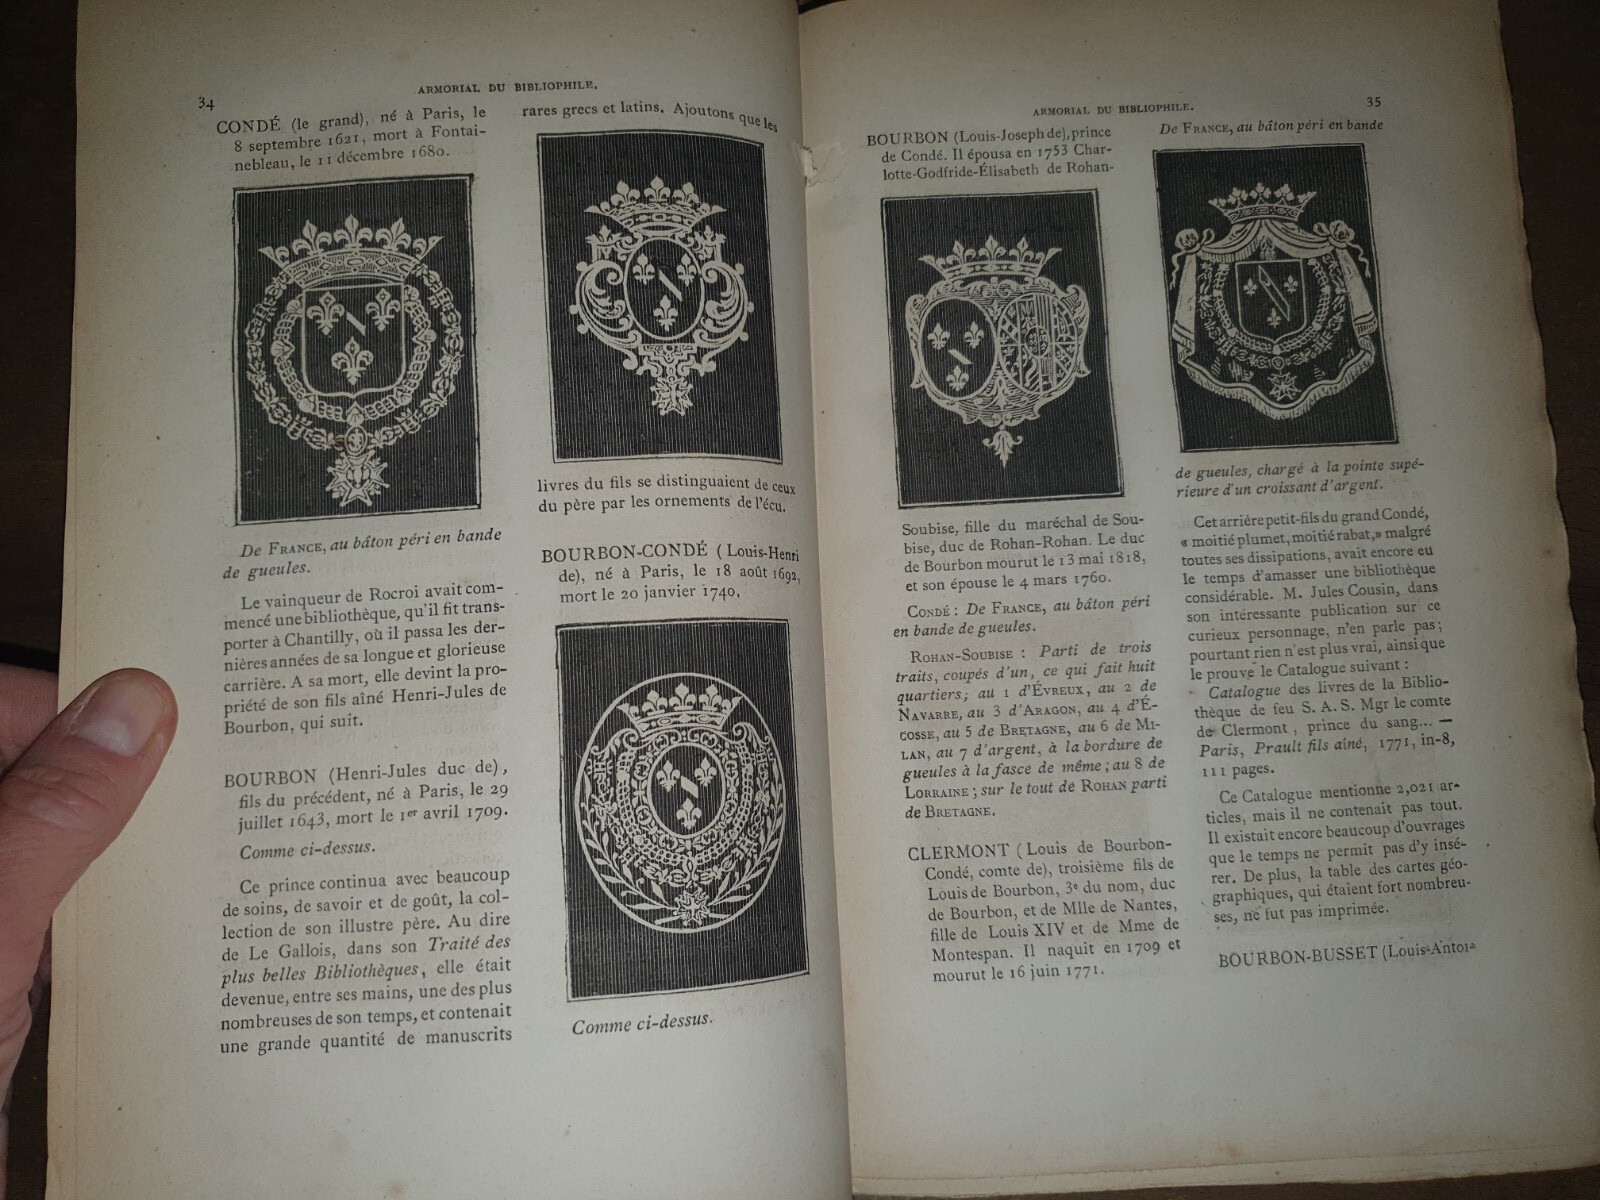 34
ARMORIAL DU BIBLIOPHILE.
CONDÉ (le grand), né à Paris, le
8 septembre 1621, mort à Fontai-
nebleau, le 11 décembre 1680.
De FRANCE, au bâton péri en bande
de gueules.
Le vainqueur de Rocroi avait com-
mencé une bibliothèque, qu'il fit trans-
porter à Chantilly, où il passa les der-
nières années de sa longue et glorieuse
carrière. A sa mort, elle devint la pro-
priété de son fils aîné Henri-Jules de
Bourbon, qui suit.
BOURBON (Henri-Jules duc de),
fils du précédent, né à Paris, le 29
juillet 1643, mort le 1er avril 1709.
Comme ci-dessus.
Ce prince continua avec beaucoup
de soins, de savoir et de goût, la col-
lection de son illustre père. Au dire
de Le Gallois, dans son Traité des
plus belles Bibliothèques, elle était
devenue, entre ses mains, une des plus
nombreuses de son temps, et contenait
une grande quantité de manuscrits
rares grecs et latins. Ajoutons que les
livres du fils se distinguaient de ceux
du père par les ornements de l'écu.
BOURBON-CONDÉ (Louis-Henri
de), né à Paris, le 18 août 1692,
mort le 20 janvier 1740.
Comme ci-dessus.
ARMORIAL DU BIBLIOPHILE.
35
BOURBON (Louis-Joseph de), prince
de Condé. Il épousa en 1753 Char-
lotte-Godfride-Élisabeth de Rohan-
Soubise, fille du maréchal de Sou-
bise, duc de Rohan-Rohan. Le duc
de Bourbon mourut le 13 mai 1818,
et son épouse le 4 mars 1760.
CONDÉ : De FRANCE, au bâton péri
en bande de gueules.
ROHAN-SOUBISE : Parti de trois
traits, coupés d'un, ce qui fait huit
quartiers; au 1 d'ÉVREUX, au 2 de
NAVARRE, au 3 d'ARAGON, au 4 d'É-
COSSE, au 5 de BRETAGNE, au 6 de MI-
LAN, au 7 d'argent, à la bordure de
gueules à la fasce de même; au 8 de
LORRAINE; sur le tout de ROHAN parti
de BRETAGNE.
CLERMONT (Louis de Bourbon-
Condé, comte de), troisième fils de
Louis de Bourbon, 3e du nom, duc
de Bourbon, et de Mlle de Nantes,
fille de Louis XIV et de Mme de
Montespan. Il naquit en 1709 et
mourut le 16 juin 1771.
De FRANCE, au bâton péri en bande
de gueules, chargé à la pointe supé-
rieure d'un croissant d'argent.
Cet arrière petit-fils du grand Condé,
« moitié plumet, moitié rabat,» malgré
toutes ses dissipations, avait encore eu
le temps d'amasser une bibliothèque
considérable. M. Jules Cousin, dans
son intéressante publication sur ce
curieux personnage, n'en parle pas;
pourtant rien n'est plus vrai, ainsi que
le prouve le Catalogue suivant :
Catalogue des livres de la Biblio-
thèque de feu S. A. S. Mgr le comte
de Clermont, prince du sang... —
Paris, Prault fils aîné, 1771, in-8,
111 pages.
Ce Catalogue mentionne 2,021 ar-
ticles, mais il ne contenait pas tout.
Il existait encore beaucoup d'ouvrages
que le temps ne permit pas d'y insé-
rer. De plus, la table des cartes géo-
graphiques, qui étaient fort nombreu-
ses, ne fut pas imprimée.
BOURBON-BUSSET (Louis-Antoi-